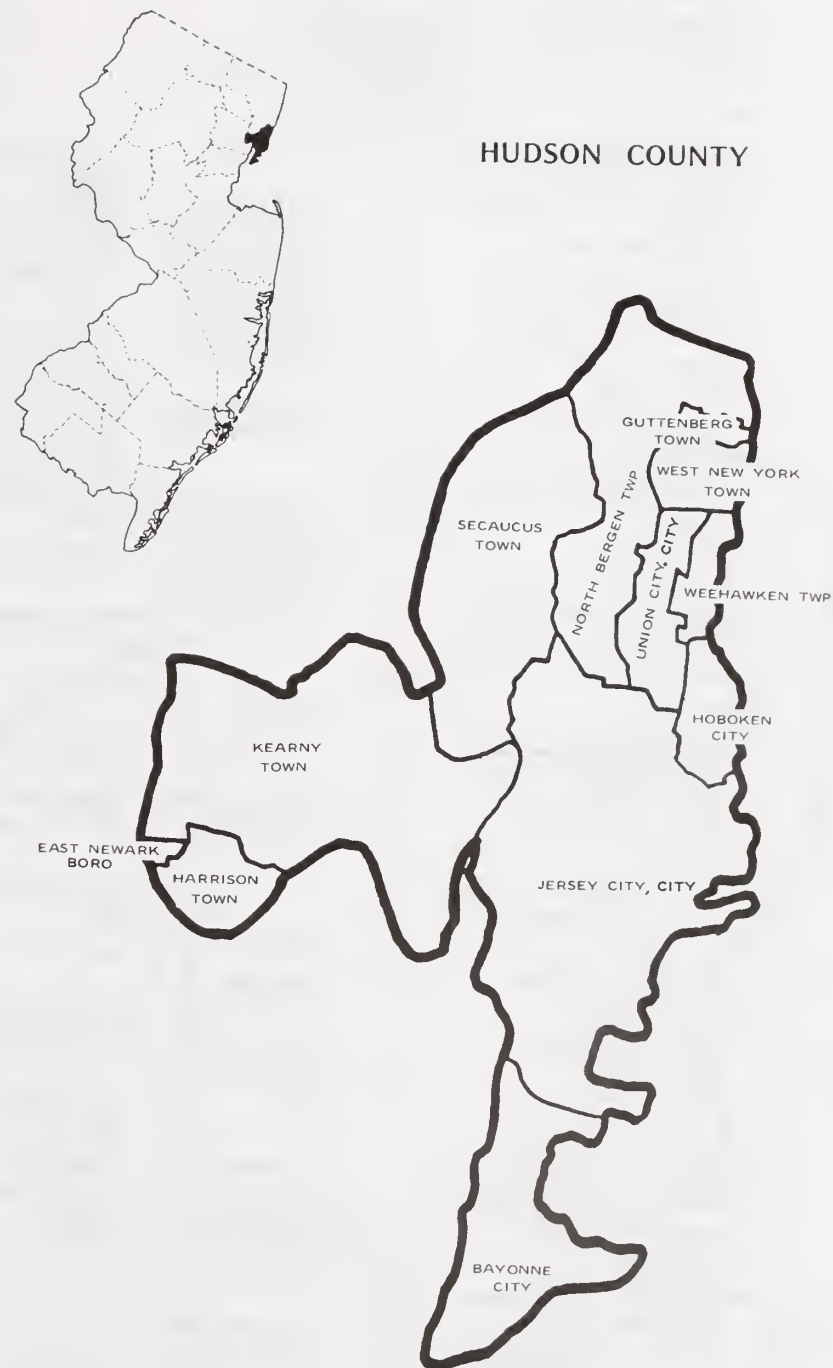 HUDSON COUNTY
GUTTENBERG
TOWN
WEST NEW YORK
TOWN
SECAUCUS
TOWN
NORTH BERGEN TWP
UNION CITY, CITY
WEEHAWKEN TWP
HOBOKEN
CITY
KEARNY
TOWN
EAST NEWARK
BORO
HARRISON
TOWN
JERSEY CITY, CITY
BAYONNE
CITY